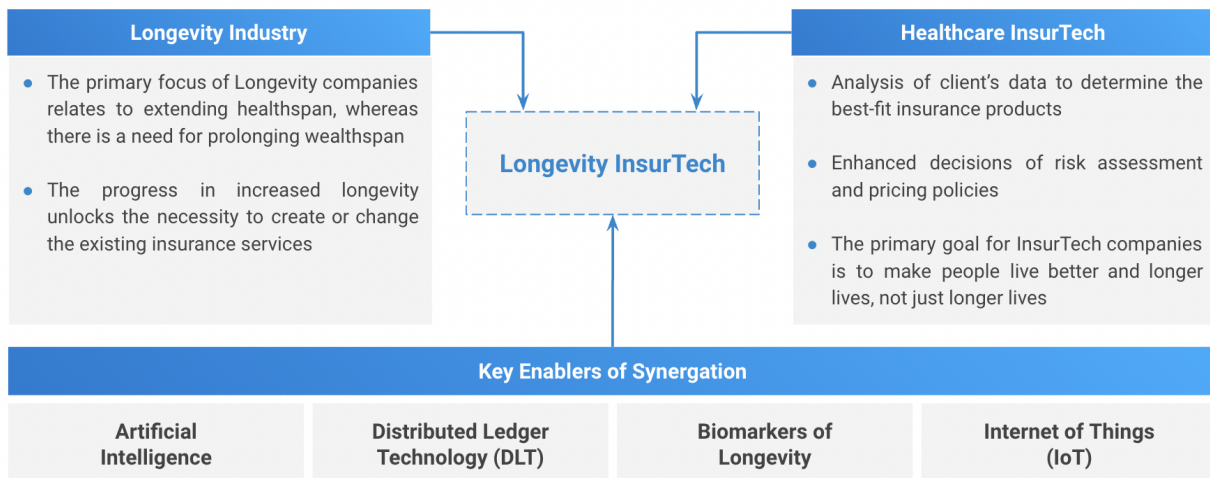 Longevity Industry
The primary focus of Longevity companies
relates to extending healthspan, whereas
there is a need for prolonging wealthspan
The progress in increased longevity
unlocks the necessity to create or change
the existing insurance services
Longevity InsurTech
Healthcare InsurTech
Analysis of client’s data to determine the
best-fit insurance products
Enhanced decisions of risk assessment
and pricing policies
The primary goal for InsurTech companies
is to make people live better and longer
lives, not just longer lives
Key Enablers of Synergation
Artificial
Intelligence
Distributed Ledger
Technology (DLT)
Biomarkers of
Longevity
Internet of Things
(IoT)